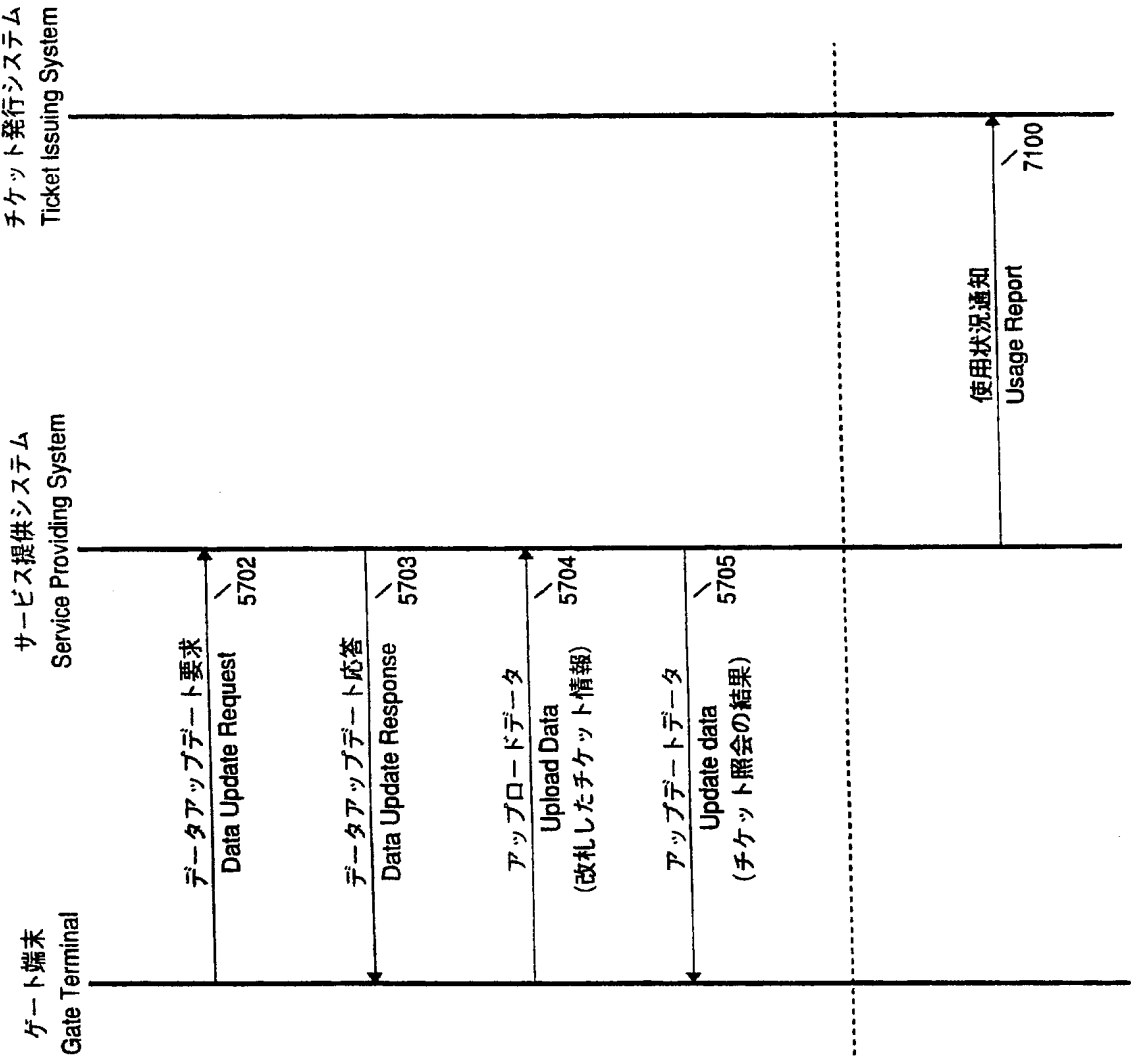 ゲート端末
Gate Terminal
サービス提供システム
Service Providing System
チケット発行システム
Ticket Issuing System
データアップデート要求
Data Update Request
5702
データアップデート応答
Data Update Response
5703
アップロードデータ
Upload Data
(改札したチケット情報)
5704
アップデートデータ
Update data
(チケット照会の結果)
5705
使用状況通知
Usage Report
7100